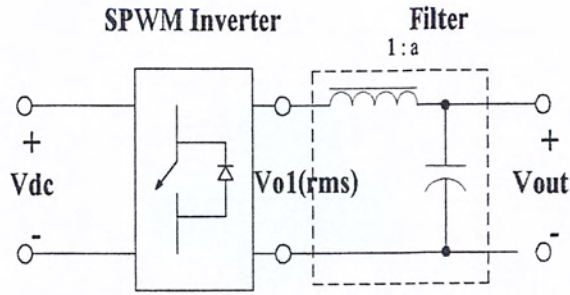 SPWM Inverter
Filter
1 : a
+
Vdc
-
Vo1(rms)
+
Vout
-